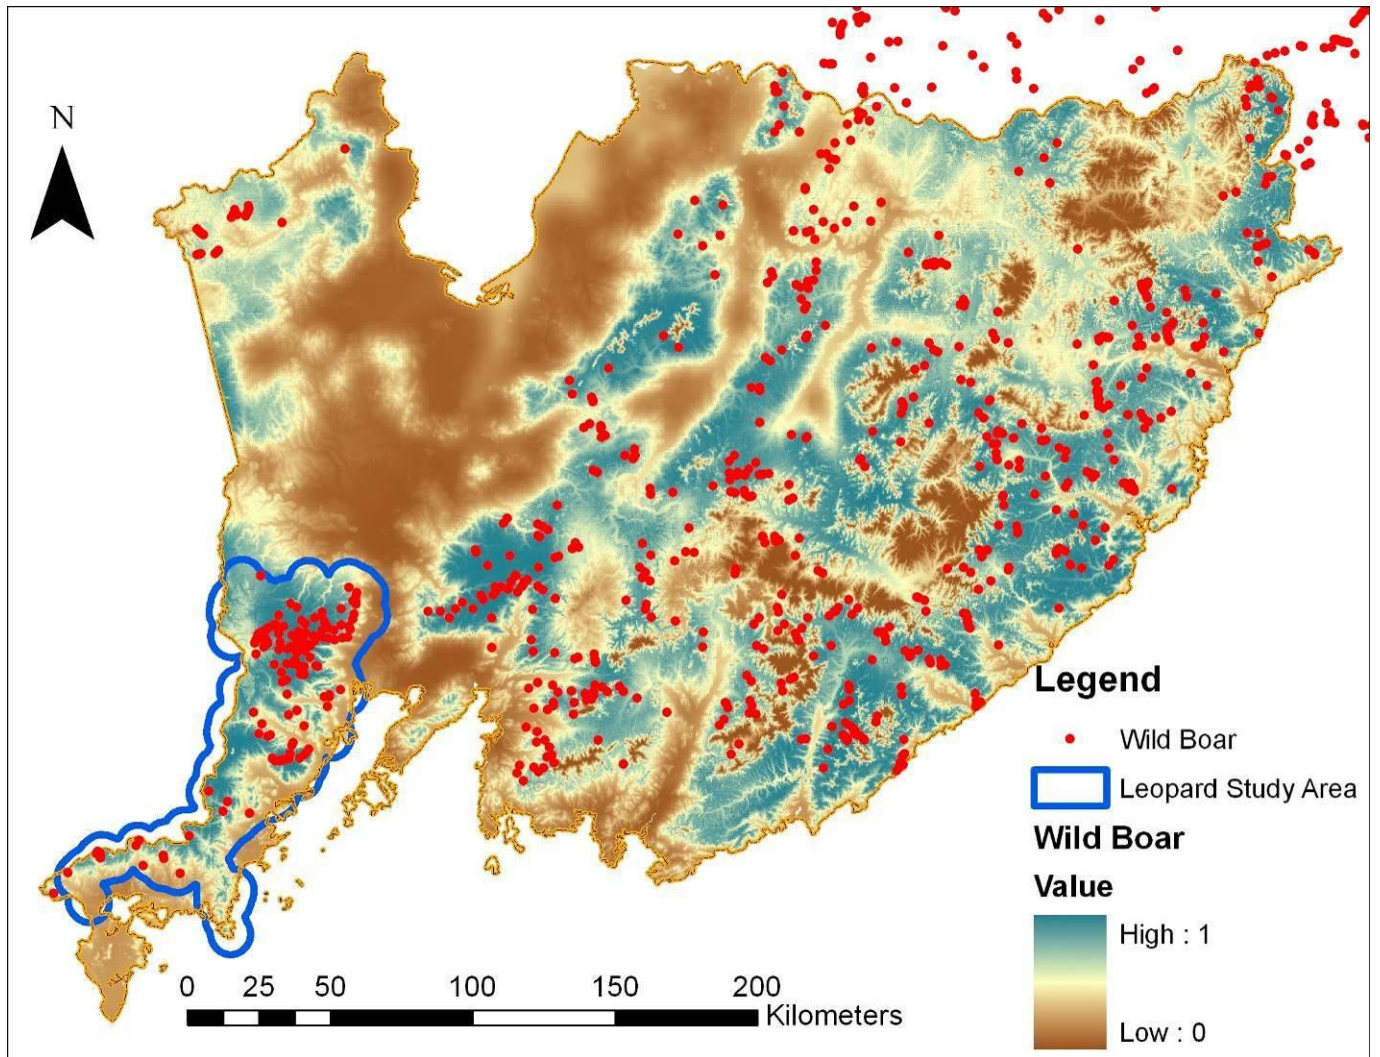 N
Legend
Wild Boar
Leopard Study Area
Wild Boar
Value
High : 1
Low : 0
0 25 50 100 150 200
Kilometers